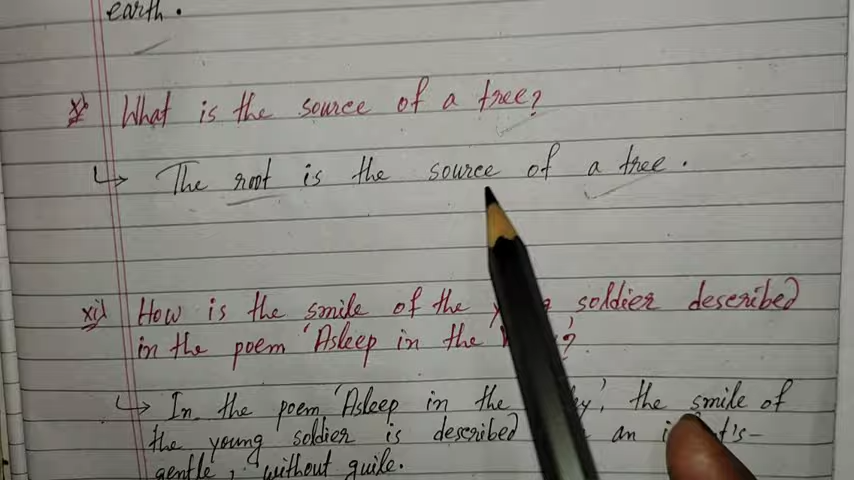 earth.
x) What is the source of a tree?
↳ The root is the source of a tree.
xi) How is the smile of the soldier described
in the poem 'Asleep in the
↳ In the poem 'Asleep in the the smile of
the young soldier is described an
gentle, without guile.